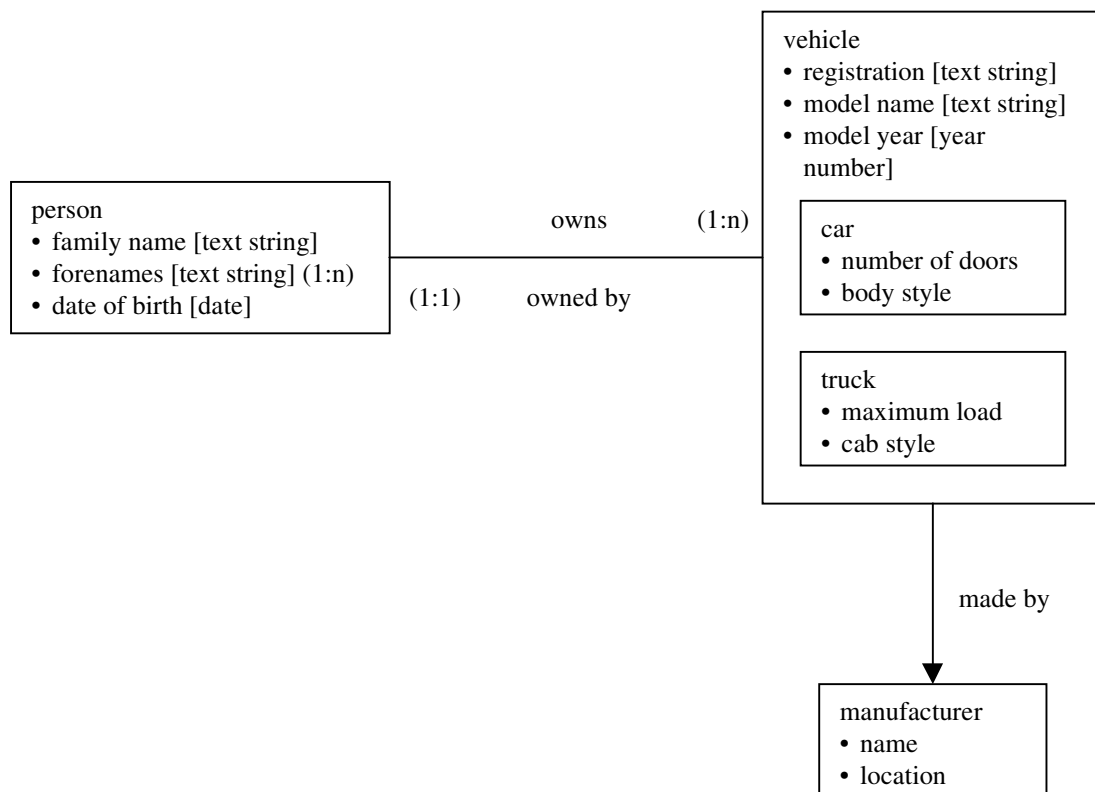 vehicle
• registration [text string]
• model name [text string]
• model year [year
number]
person
• family name [text string]
• forenames [text string] (1:n)
• date of birth [date]
owns (1:n)
(1:1) owned by
car
• number of doors
• body style
truck
• maximum load
• cab style
made by
manufacturer
• name
• location